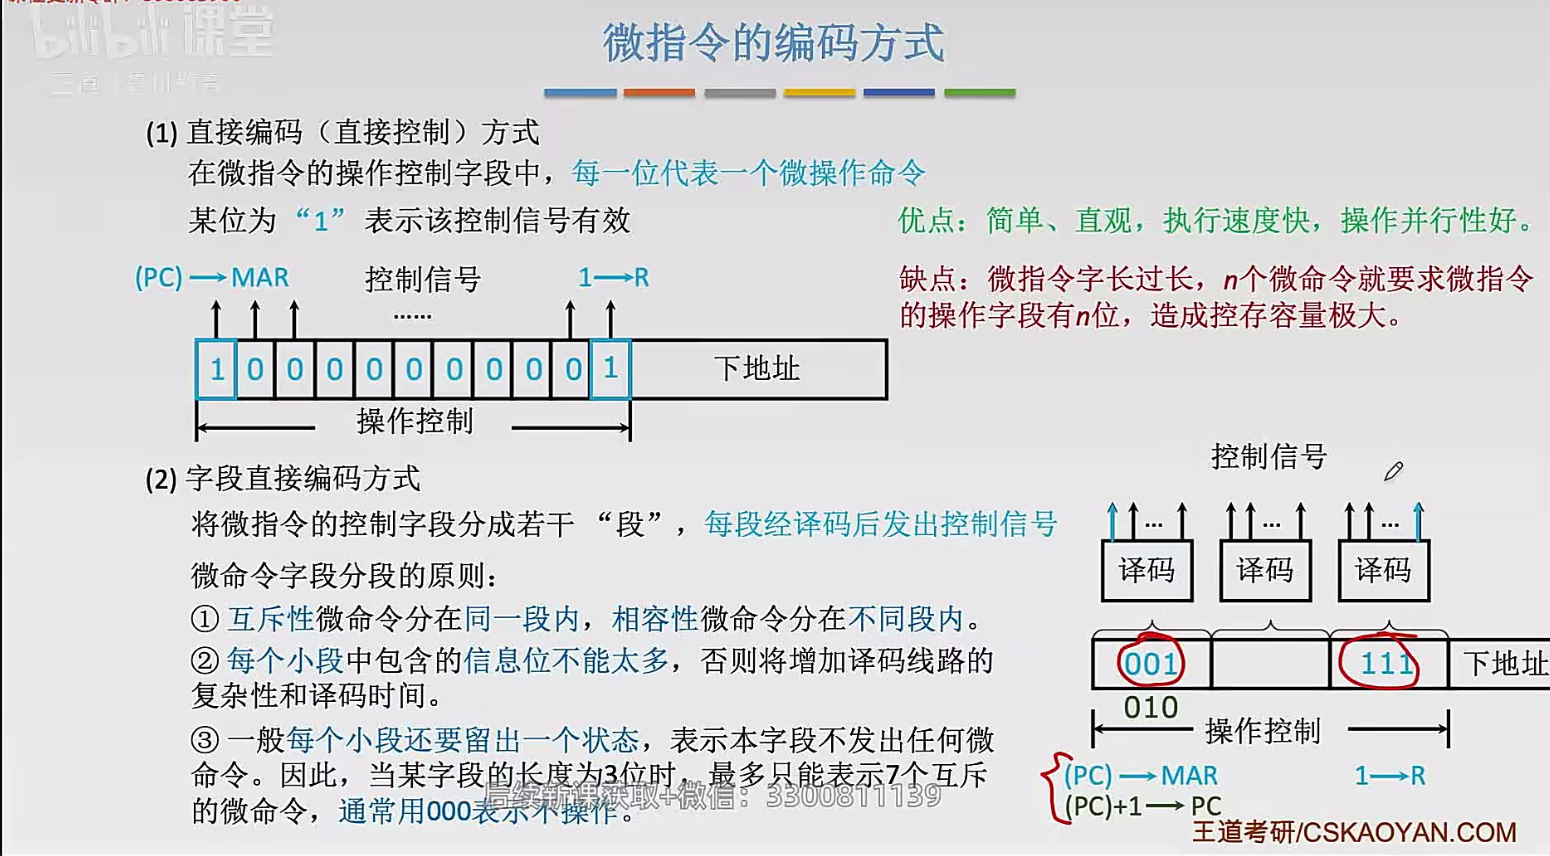 bilibili 课堂
微指令的编码方式
(1) 直接编码（直接控制）方式
在微指令的操作控制字段中，每一位代表一个微操作命令
某位为 “1” 表示该控制信号有效
优点：简单、直观，执行速度快，操作并行性好。
缺点：微指令字长过长，n个微命令就要求微指令
的操作字段有n位，造成控存容量极大。
(PC) → MAR 控制信号 1 → R
……
1 0 0 0 0 0 0 0 0 0 1 下地址
操作控制
(2) 字段直接编码方式
将微指令的控制字段分成若干 “段”，每段经译码后发出控制信号
微命令字段分段的原则：
① 互斥性微命令分在同一段内，相容性微命令分在不同段内。
② 每个小段中包含的信息位不能太多，否则将增加译码线路的
复杂性和译码时间。
③ 一般每个小段还要留出一个状态，表示本字段不发出任何微
命令。因此，当某字段的长度为3位时，最多只能表示7个互斥
的微命令，通常用000表示不操作。
后续新课获取+微信：3300811139
控制信号
... ... ...
译码 译码 译码
001 111 下地址
010
操作控制
(PC) → MAR 1 → R
(PC)+1 → PC
王道考研/CSKAOYAN.COM